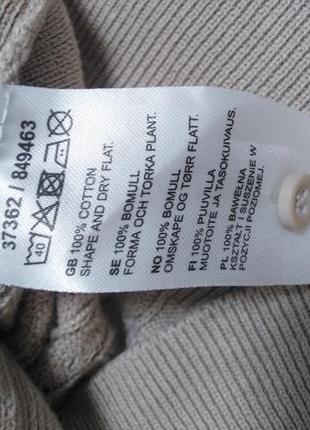 37362 / 849463
40
GB 100% COTTON
SHAPE AND DRY FLAT.
SE 100% BOMULL
FORMA OCH TORKA PLANT.
NO 100% BOMULL
OMSKAPE OG TØRR FLATT.
FI 100% PUUVILLA
MUOTOITE JA TASOKUIVAUS.
PL 100% BAWEŁNA
KSZTAŁT I SUSZENIE W
POZYCJI POZIOMEJ.